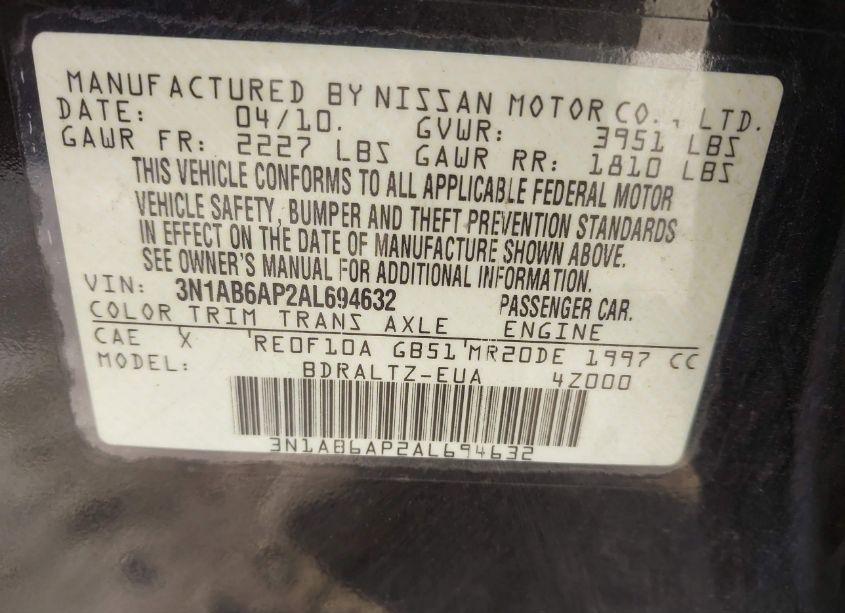 MANUFACTURED BY NISSAN MOTOR CO., LTD.
DATE: 04/10. GVWR: 3951 LBS
GAWR FR: 2227 LBS GAWR RR: 1810 LBS
THIS VEHICLE CONFORMS TO ALL APPLICABLE FEDERAL MOTOR
VEHICLE SAFETY, BUMPER AND THEFT PREVENTION STANDARDS
IN EFFECT ON THE DATE OF MANUFACTURE SHOWN ABOVE.
SEE OWNER'S MANUAL FOR ADDITIONAL INFORMATION.
VIN: 3N1AB6AP2AL694632 PASSENGER CAR.
COLOR TRIM TRANS AXLE ENGINE
CAE X RE0F10A GB51 MR20DE 1997 CC
MODEL: BDRALTZ-EUA 4Z000
3N1AB6AP2AL694632